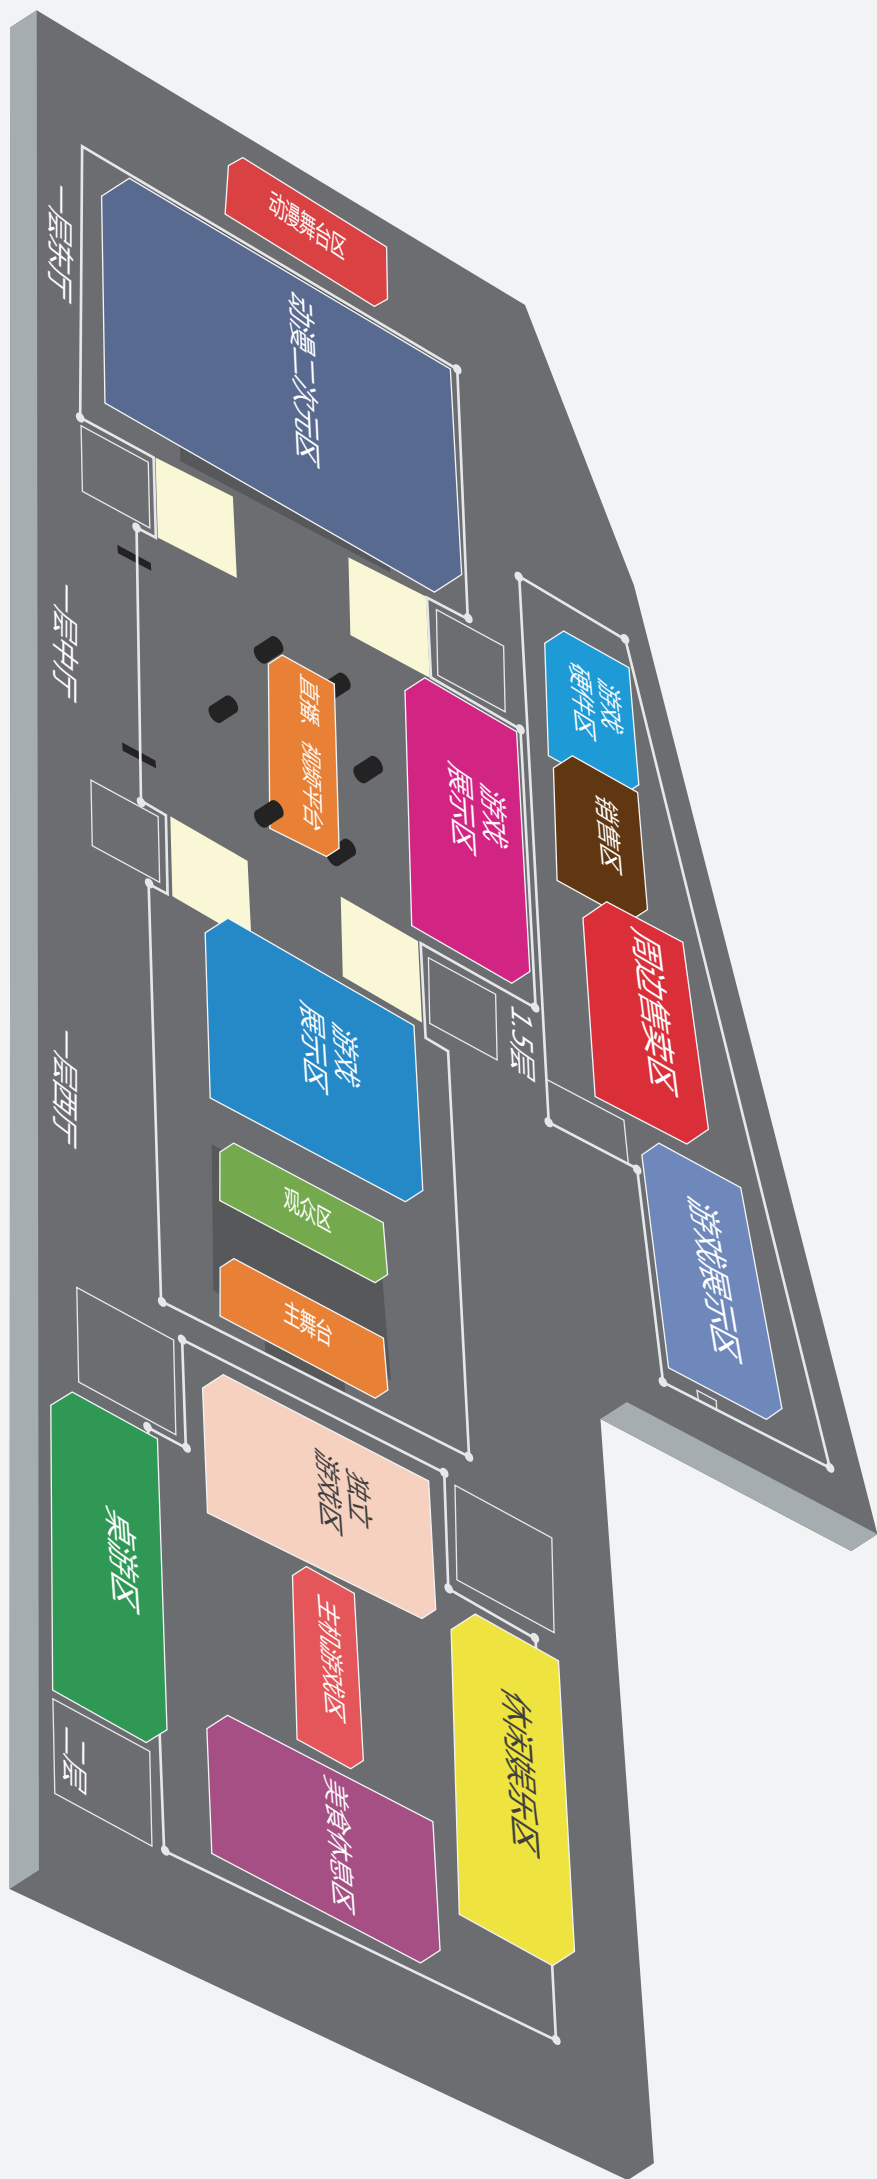 动漫舞台区
一层东厅
动漫二次元区
一层中厅
直播、视频平台
游戏
展示区
游戏
硬件区
销售区
周边售卖区
1.5层
游戏展示区
一层西厅
游戏
展示区
观众区
主舞台
独立
游戏区
桌游区
主机游戏区
休闲娱乐区
二层
美食休息区